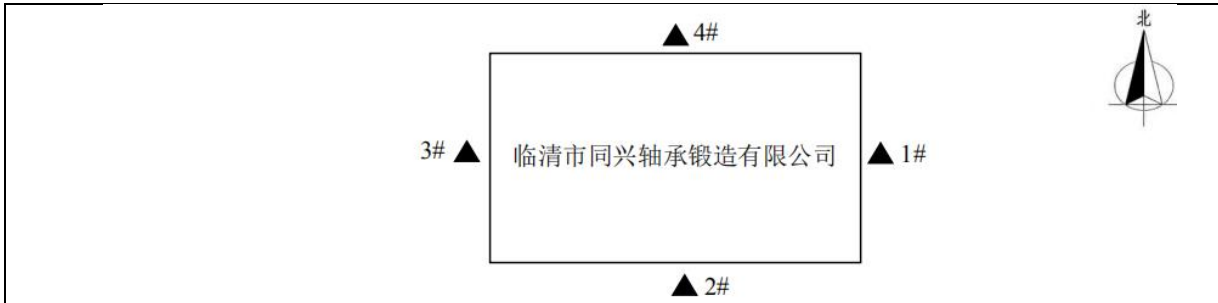 ▲ 4#
北
3# ▲
临清市同兴轴承锻造有限公司
▲ 1#
▲ 2#